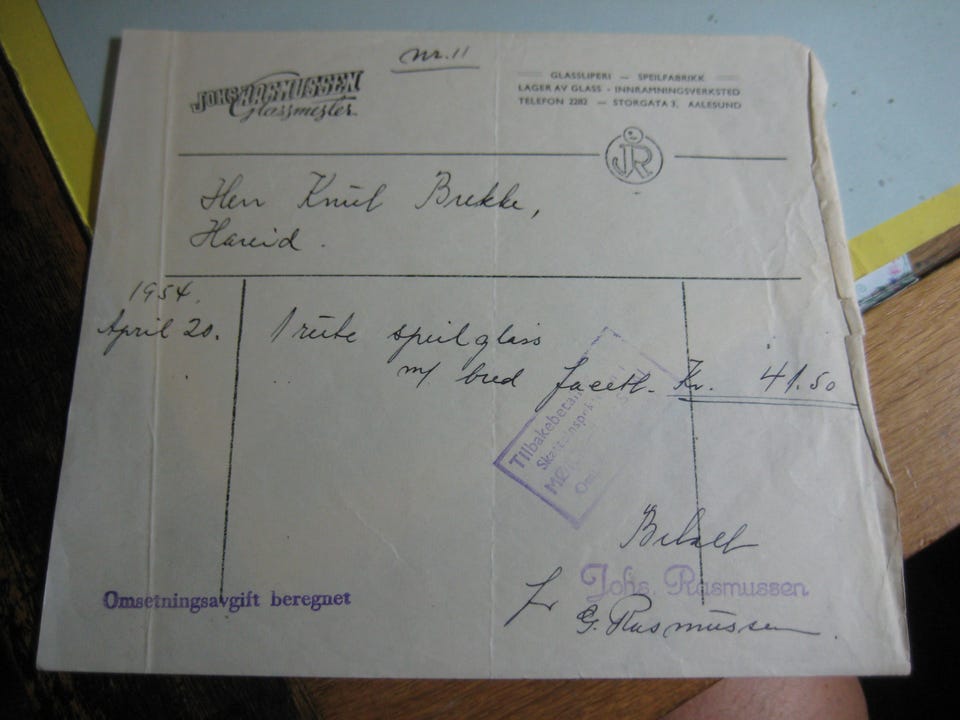 nr. 11
JOHS. RASMUSSEN
Glassmester
GLASSLIPERI — SPEILFABRIKK
LAGER AV GLASS - INNRAMNINGSVERKSTED
TELEFON 2282 — STORGATA 3, AALESUND
JR
Herr Knut Brekke,
Hareid.
1954.
April 20.
1 rute speilglass
m/ bred facett. Kr. 41.50
Tilbakebetalt
Betalt
Johs. Rasmussen
fr
G. Rasmussen.
Omsetningsavgift beregnet